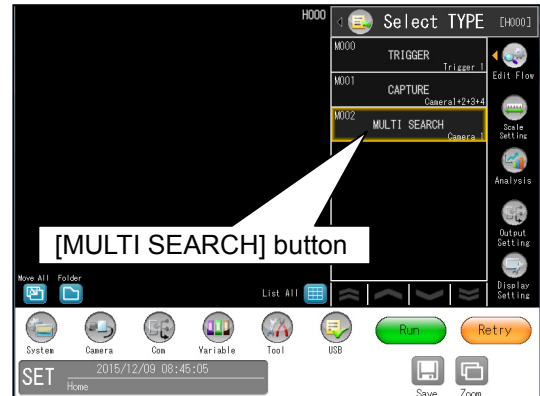 H000
Select TYPE [H000]
M000
TRIGGER
Trigger 1
Edit Flow
M001
CAPTURE
Camera1+2+3+4
M002
MULTI SEARCH
Camera 1
Scale
Setting
Analysis
[MULTI SEARCH] button
Output
Setting
Move All Folder
List All
Display
Setting
Run
Retry
System Camera Com Variable Tool USB
SET
2015/12/09 08:45:05
Home
Save Zoom